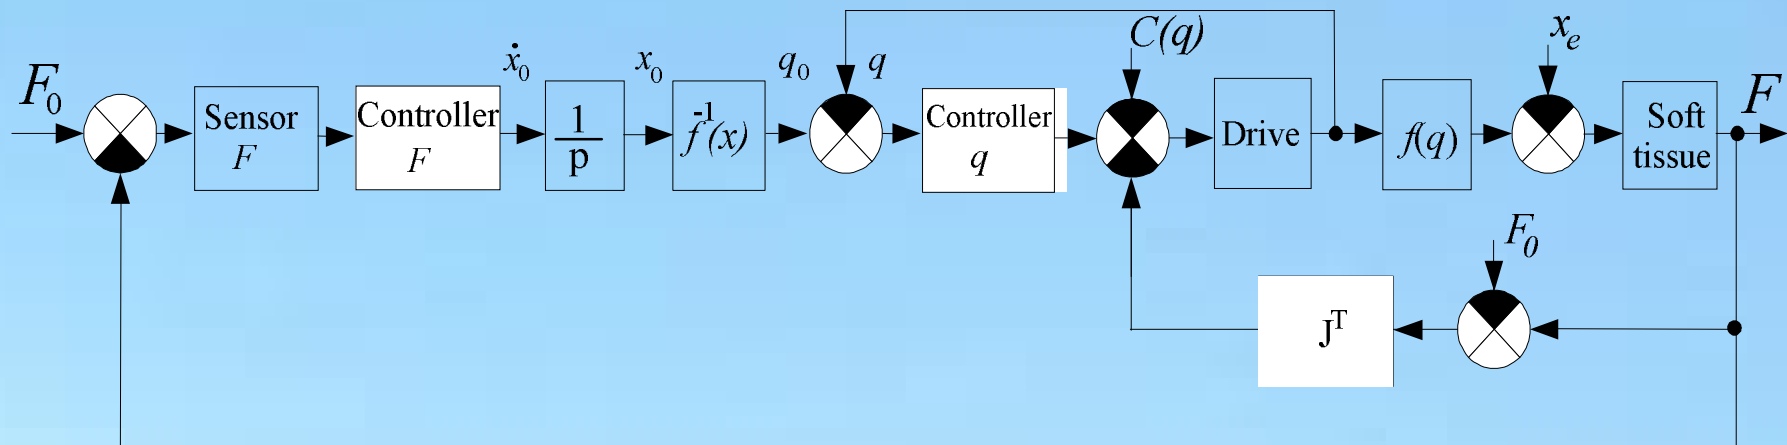 F₀
Sensor
F
Controller
F
ẋ₀
1
p
x₀
f⁻¹(x)
q₀
q
Controller
q
C(q)
Drive
f(q)
xₑ
Soft
tissue
F
F₀
Jᵀ